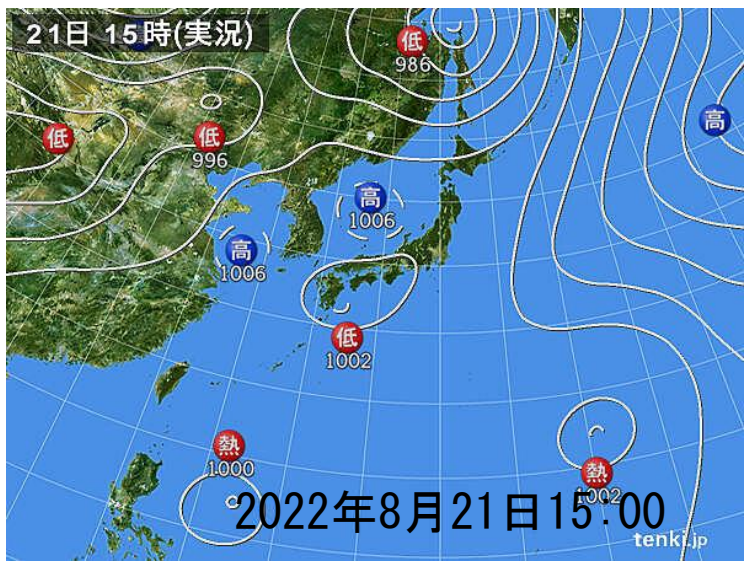 21日 15時(実況)
低
986
高
低
996
低
高
1006
高
1006
低
1002
熱
1000
熱
1002
2022年8月21日15:00
tenki.jp